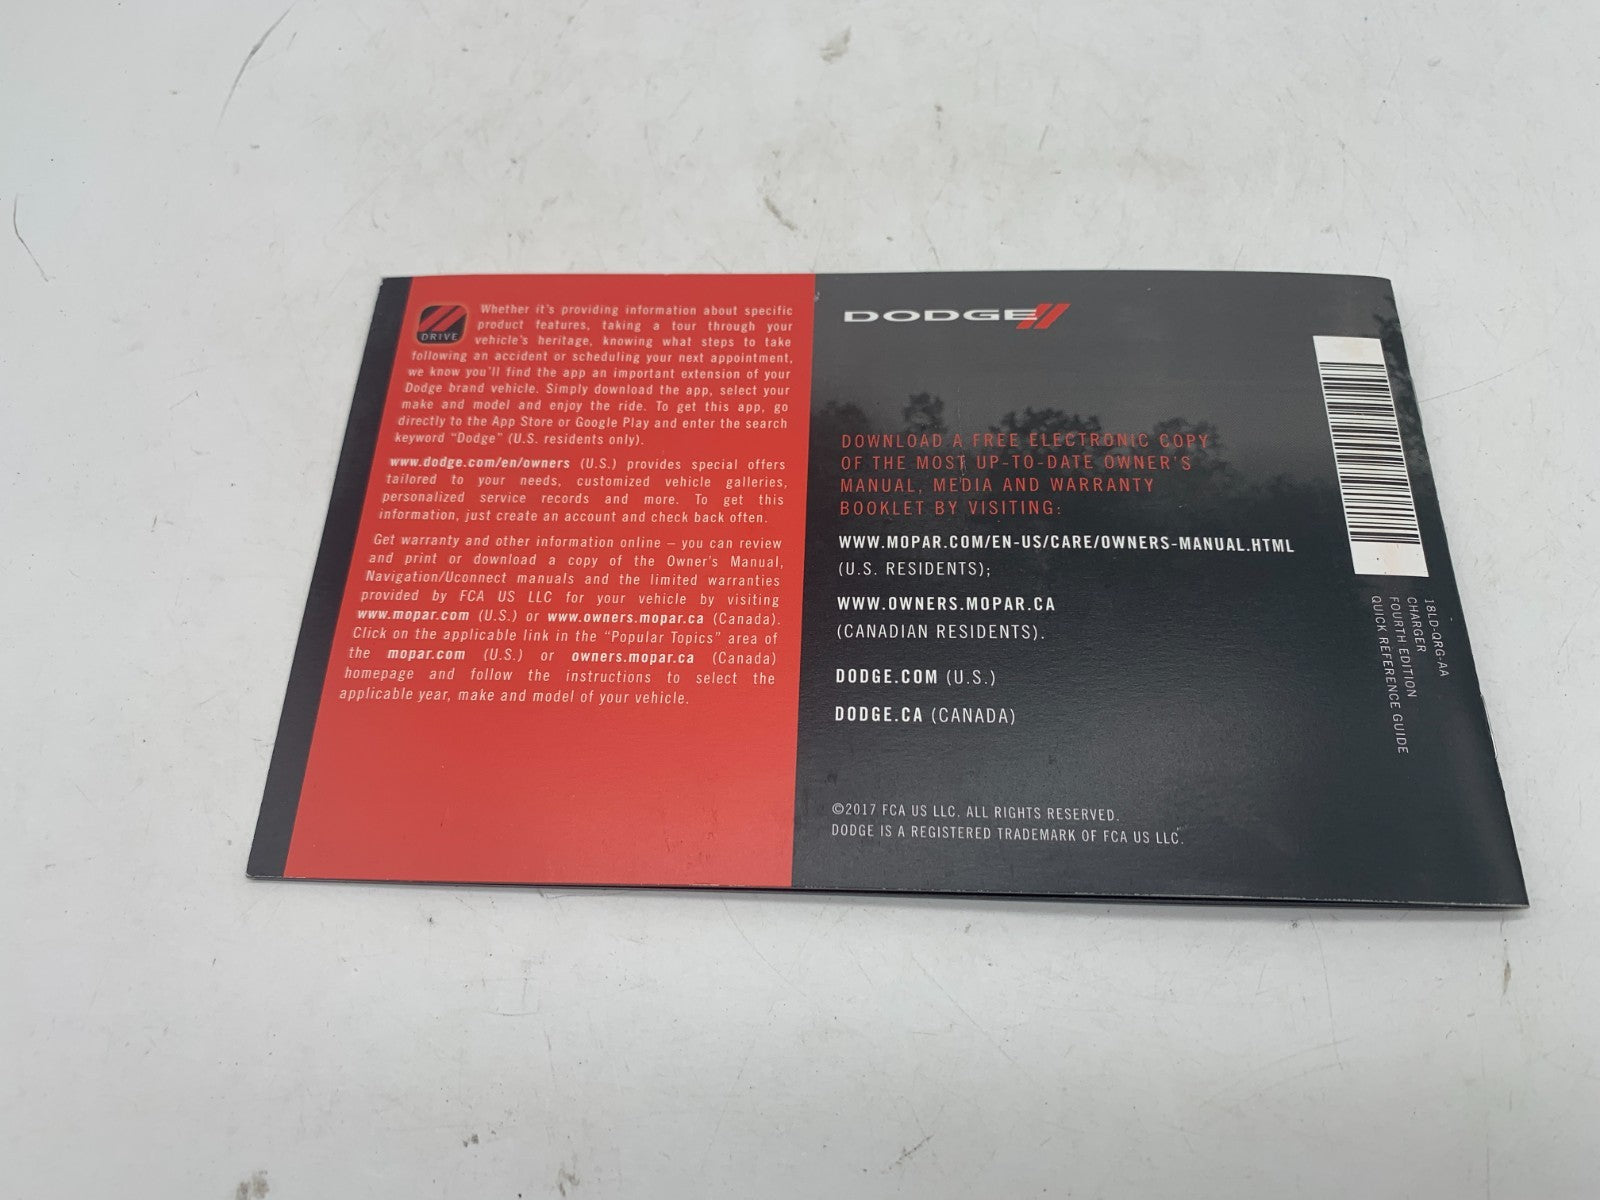 DRIVE
Whether it's providing information about specific
product features, taking a tour through your
vehicle's heritage, knowing what steps to take
following an accident or scheduling your next appointment,
we know you'll find the app an important extension of your
Dodge brand vehicle. Simply download the app, select your
make and model and enjoy the ride. To get this app, go
directly to the App Store or Google Play and enter the search
keyword "Dodge" (U.S. residents only).
www.dodge.com/en/owners (U.S.) provides special offers
tailored to your needs, customized vehicle galleries,
personalized service records and more. To get this
information, just create an account and check back often.
Get warranty and other information online – you can review
and print or download a copy of the Owner's Manual,
Navigation/Uconnect manuals and the limited warranties
provided by FCA US LLC for your vehicle by visiting
www.mopar.com (U.S.) or www.owners.mopar.ca (Canada).
Click on the applicable link in the "Popular Topics" area of
the mopar.com (U.S.) or owners.mopar.ca (Canada)
homepage and follow the instructions to select the
applicable year, make and model of your vehicle.
DODGE
DOWNLOAD A FREE ELECTRONIC COPY
OF THE MOST UP-TO-DATE OWNER'S
MANUAL, MEDIA AND WARRANTY
BOOKLET BY VISITING:
WWW.MOPAR.COM/EN-US/CARE/OWNERS-MANUAL.HTML
(U.S. RESIDENTS);
WWW.OWNERS.MOPAR.CA
(CANADIAN RESIDENTS).
DODGE.COM (U.S.)
DODGE.CA (CANADA)
©2017 FCA US LLC. ALL RIGHTS RESERVED.
DODGE IS A REGISTERED TRADEMARK OF FCA US LLC.
18LD-QRG-AA
CHARGER
FOURTH EDITION
QUICK REFERENCE GUIDE